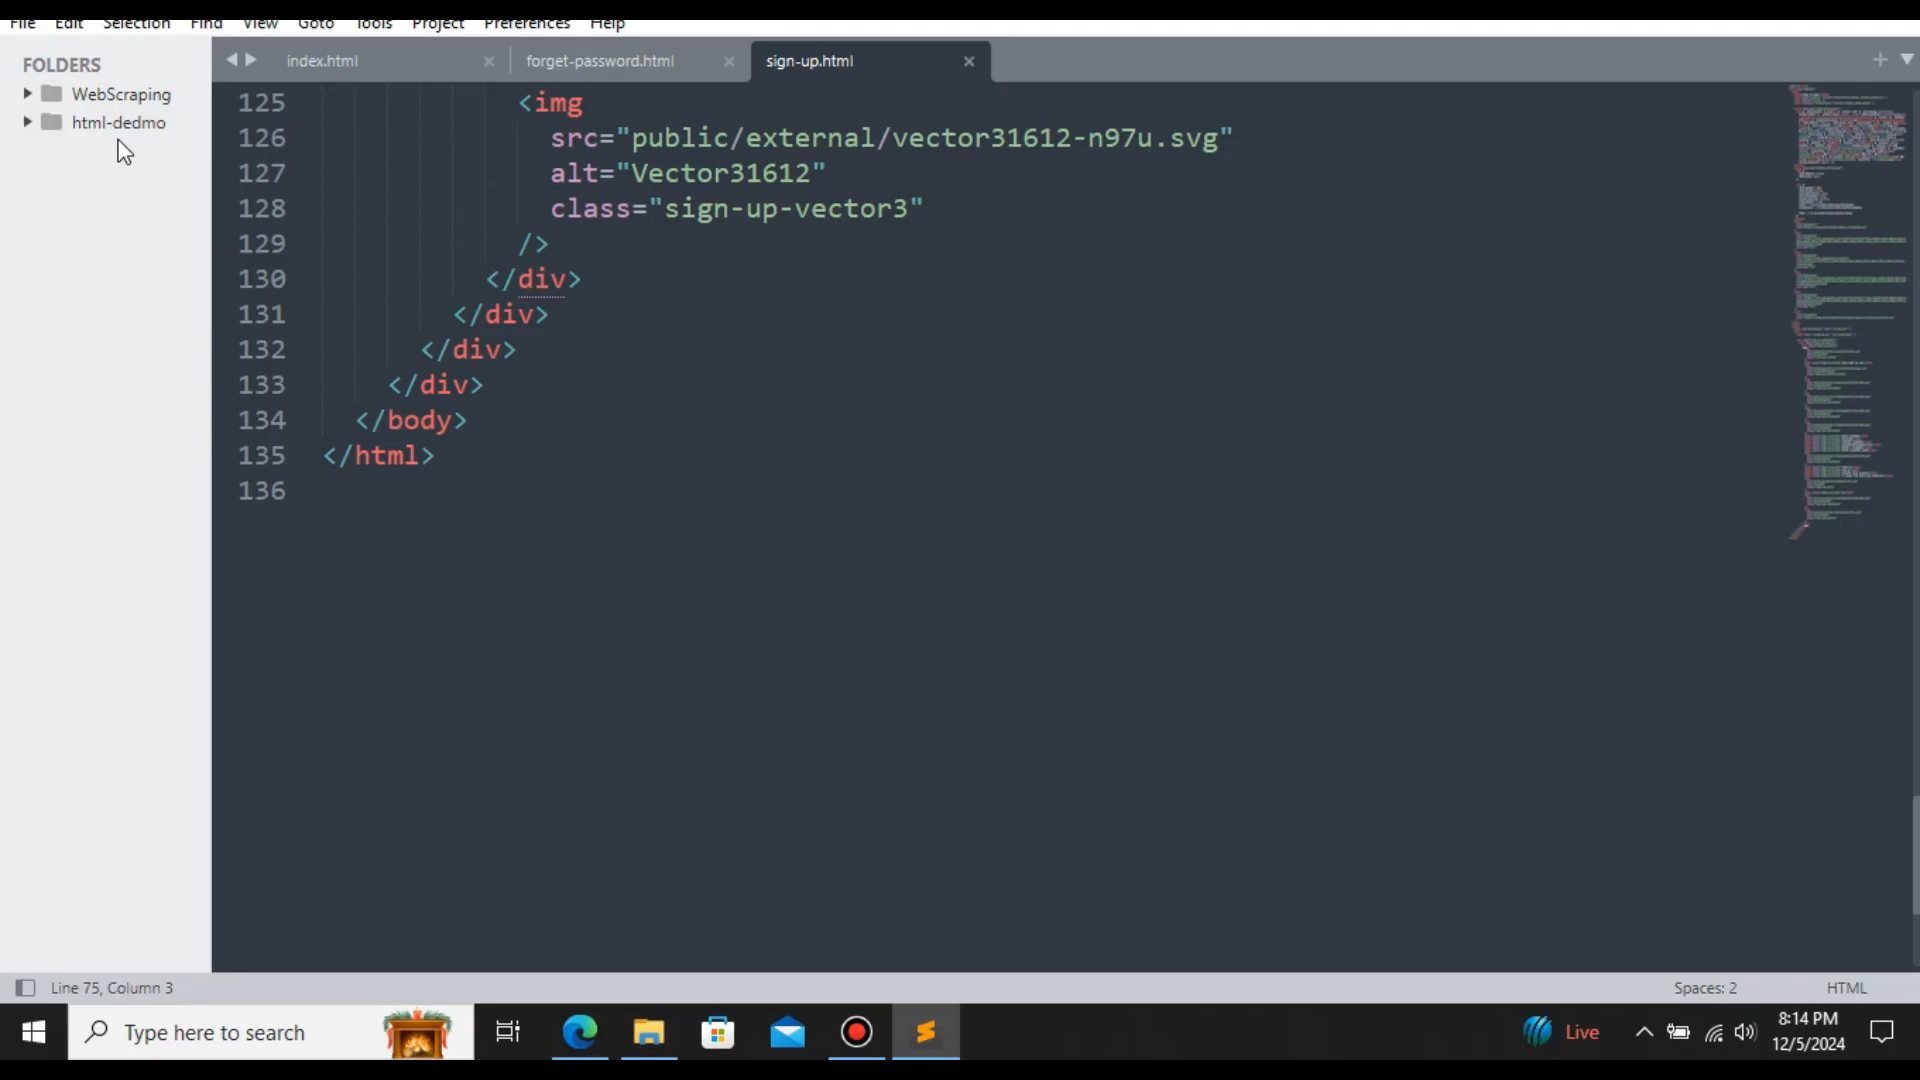 File Edit Selection Find View Goto Tools Project Preferences Help
FOLDERS
WebScraping
html-dedmo
index.html
forget-password.html
sign-up.html
125 <img
126 src="public/external/vector31612-n97u.svg"
127 alt="Vector31612"
128 class="sign-up-vector3"
129 />
130 </div>
131 </div>
132 </div>
133 </div>
134 </body>
135 </html>
136
Line 75, Column 3
Spaces: 2
HTML
Type here to search
Live
8:14 PM
12/5/2024